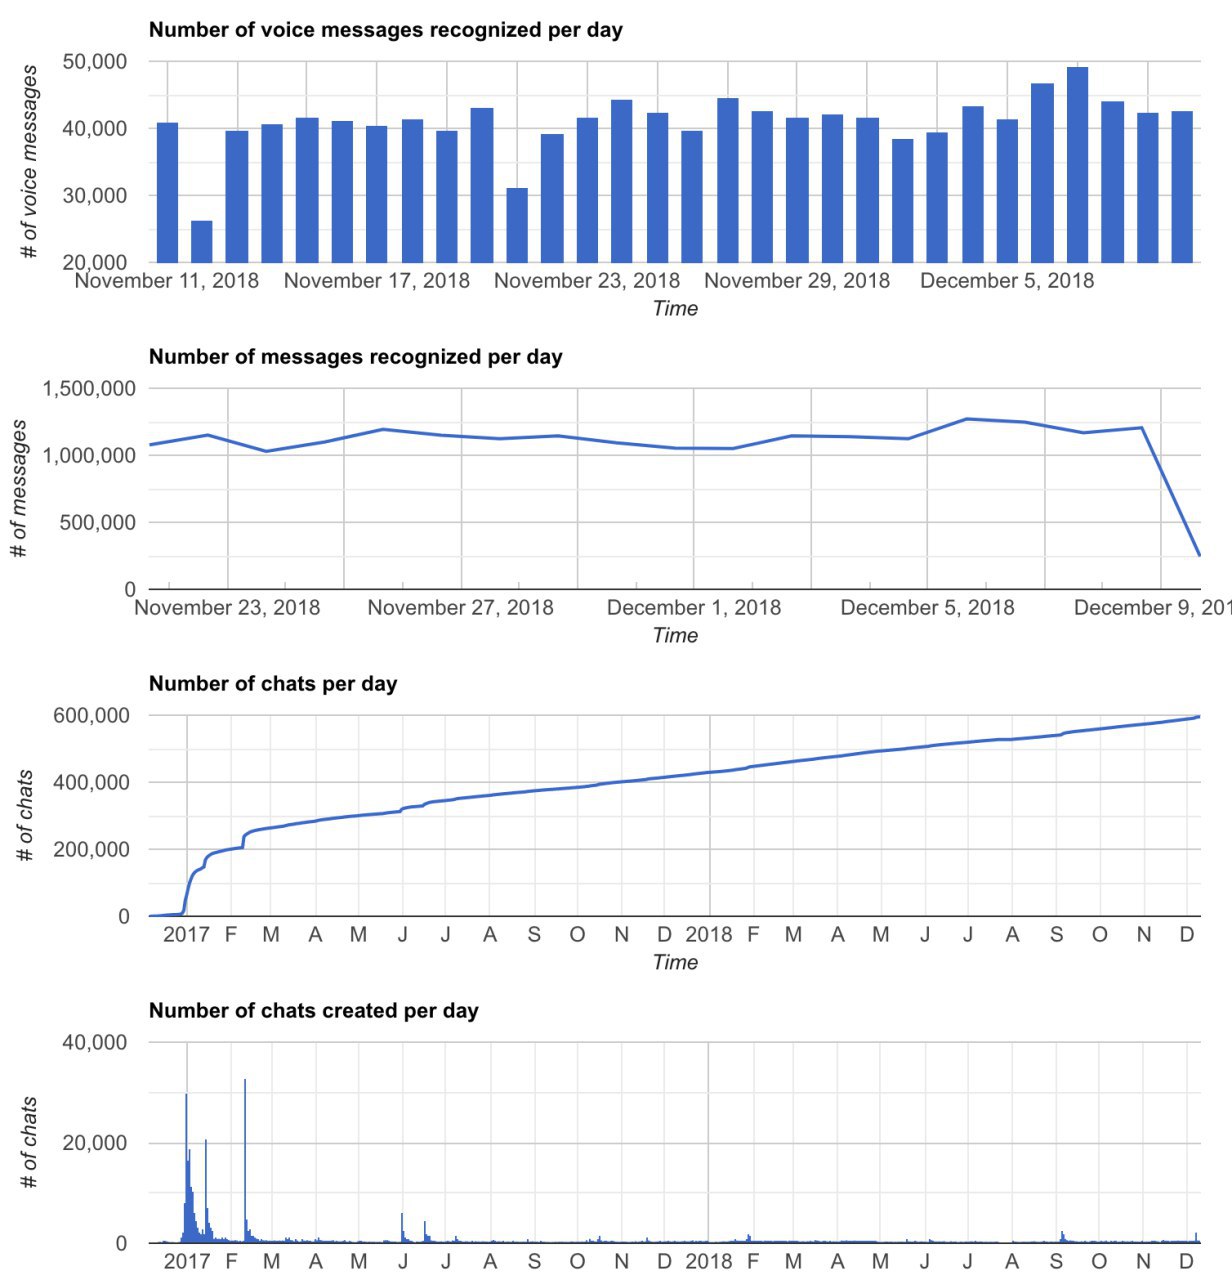 Number of voice messages recognized per day
# of voice messages
50,000
40,000
30,000
20,000
November 11, 2018 November 17, 2018 November 23, 2018 November 29, 2018 December 5, 2018
Time
Number of messages recognized per day
# of messages
1,500,000
1,000,000
500,000
0
November 23, 2018 November 27, 2018 December 1, 2018 December 5, 2018 December 9, 201
Time
Number of chats per day
# of chats
600,000
400,000
200,000
0
2017 F M A M J J A S O N D 2018 F M A M J J A S O N D
Time
Number of chats created per day
# of chats
40,000
20,000
0
2017 F M A M J J A S O N D 2018 F M A M J J A S O N D